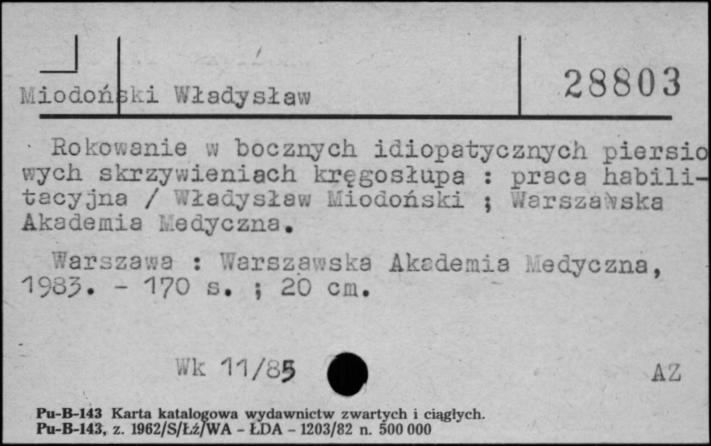 Miodoński Władysław
28803
Rokowanie w bocznych idiopatycznych piersio
wych skrzywieniach kręgosłupa : praca habili-
tacyjna / Władysław Miodoński ; Warszawska
Akademia Medyczna.
Warszawa : Warszawska Akademia Medyczna,
1983. - 170 s. ; 20 cm.
Wk 11/85
AZ
Pu-B-143 Karta katalogowa wydawnictw zwartych i ciągłych.
Pu-B-143, z. 1962/S/Łź/WA - ŁDA - 1203/82 n. 500 000